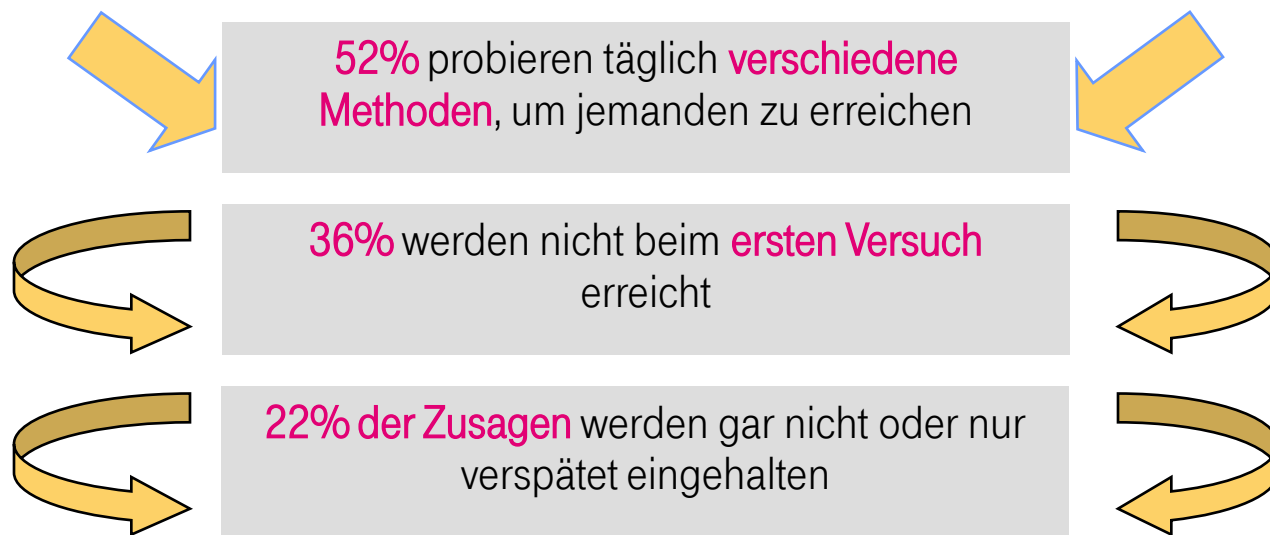 52% probieren täglich verschiedene
Methoden, um jemanden zu erreichen
36% werden nicht beim ersten Versuch
erreicht
22% der Zusagen werden gar nicht oder nur
verspätet eingehalten